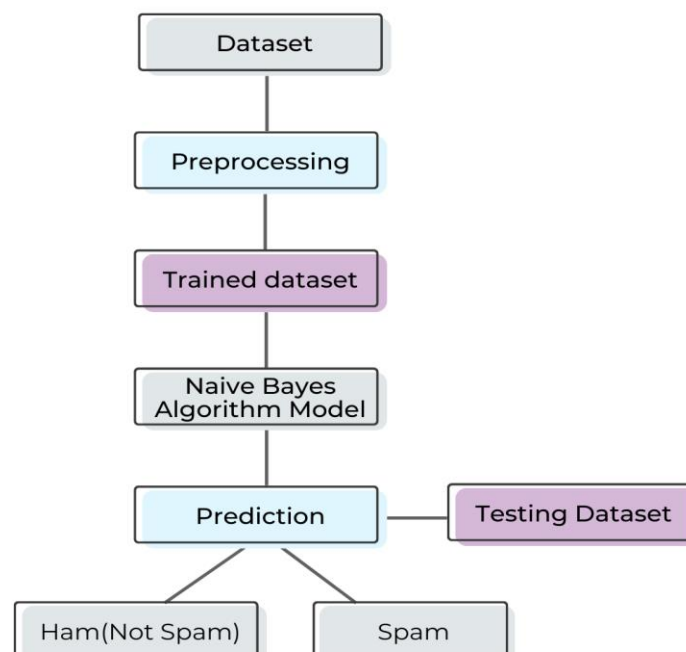 Dataset
Preprocessing
Trained dataset
Naive Bayes
Algorithm Model
Prediction
Testing Dataset
Ham(Not Spam)
Spam